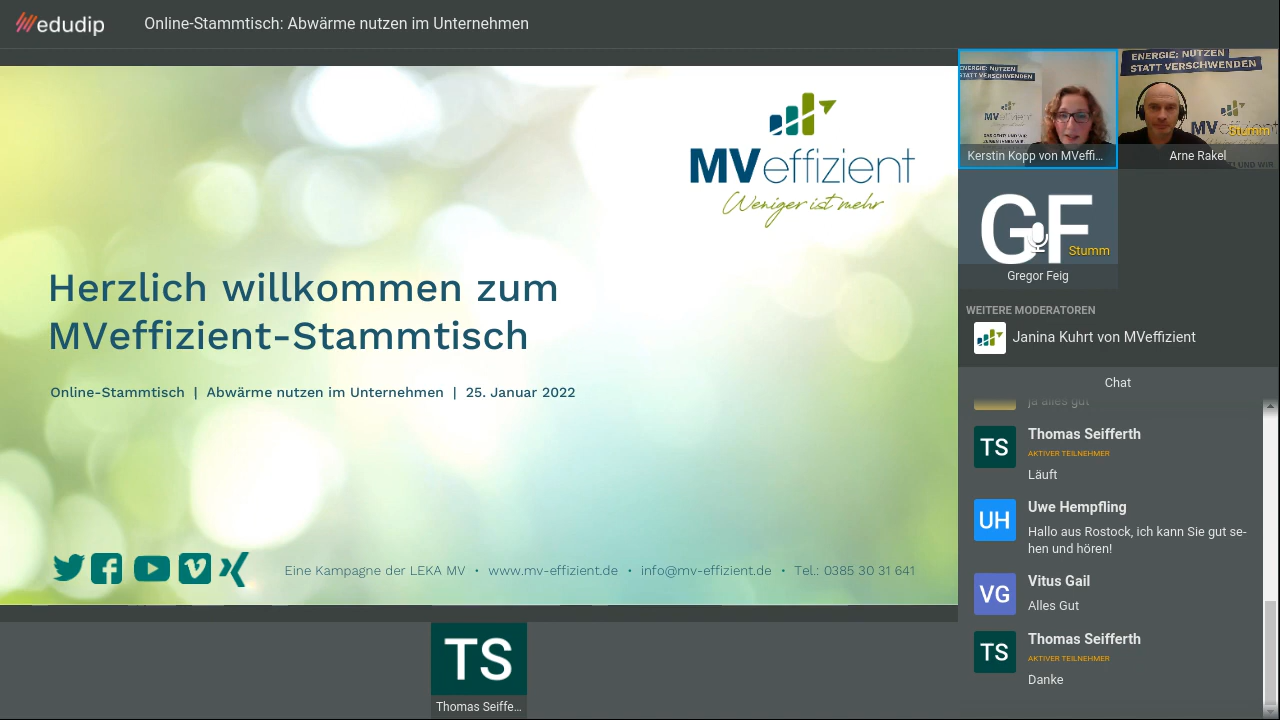 edudip
Online-Stammtisch: Abwärme nutzen im Unternehmen
MVeffizient
Weniger ist mehr
Herzlich willkommen zum
MVeffizient-Stammtisch
Online-Stammtisch | Abwärme nutzen im Unternehmen | 25. Januar 2022
Eine Kampagne der LEKA MV • www.mv-effizient.de • info@mv-effizient.de • Tel.: 0385 30 31 641
TS
Thomas Seiffe...
ENERGIE: NUTZEN
STATT VERSCHWENDEN
MVeffizient
Kerstin Kopp von MVeffi...
ENERGIE: NUTZEN
STATT VERSCHWENDEN
Stumm
Arne Rakel
GF
Stumm
Gregor Feig
WEITERE MODERATOREN
Janina Kuhrt von MVeffizient
Chat
ja alles gut
TS
Thomas Seifferth
AKTIVER TEILNEHMER
Läuft
UH
Uwe Hempfling
Hallo aus Rostock, ich kann Sie gut se-
hen und hören!
VG
Vitus Gail
Alles Gut
TS
Thomas Seifferth
AKTIVER TEILNEHMER
Danke